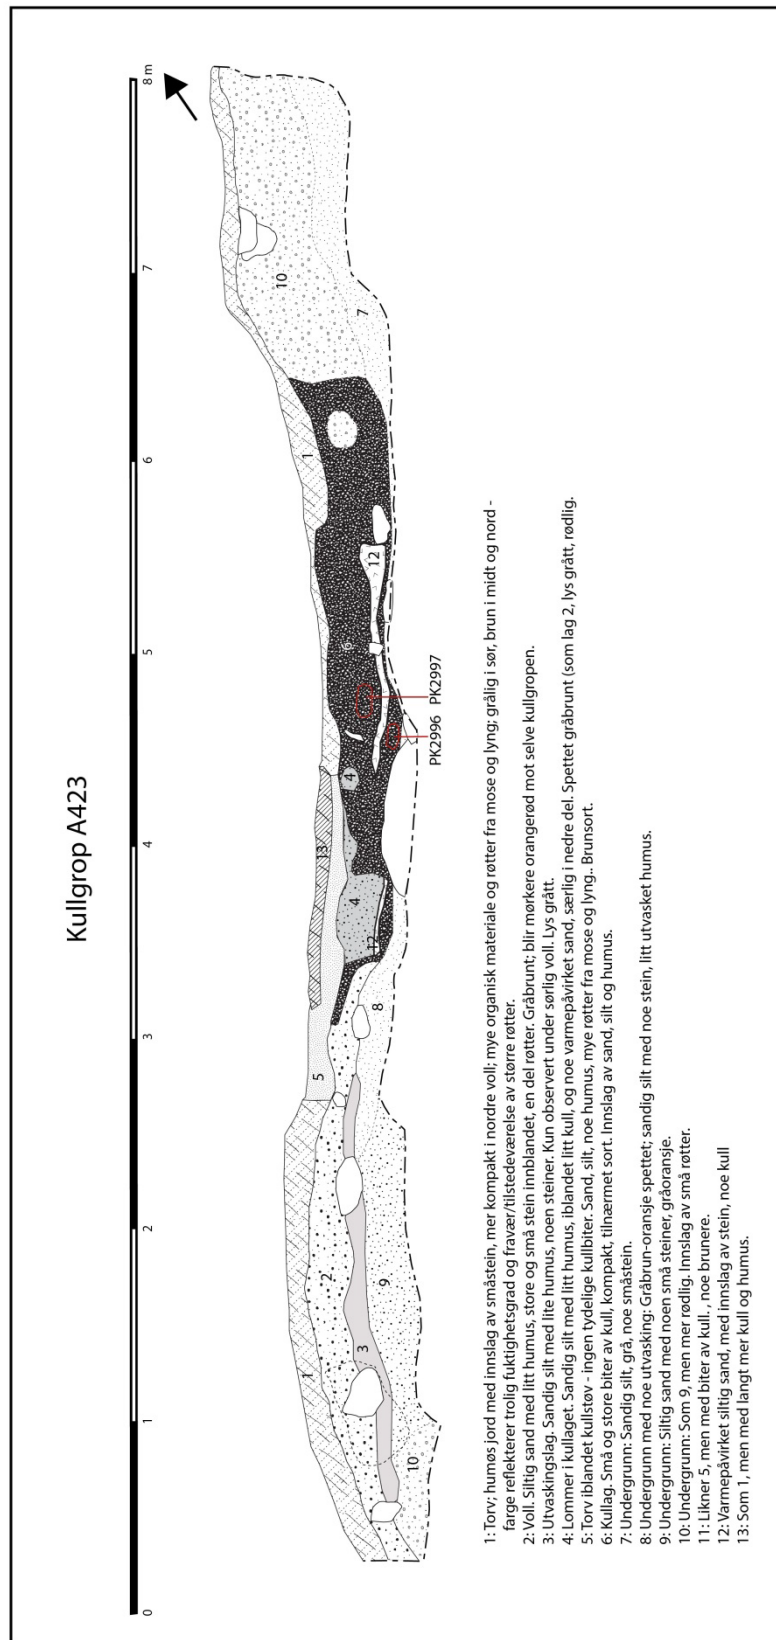 Kullgrop A423
0
1
2
3
4
5
6
7
8 m
1
2
3
10
9
5
8
13
4
12
4
6
12
1
10
7
PK2996 PK2997
1: Torv; humøs jord med innslag av småstein, mer kompakt i nordre voll; mye organisk materiale og røtter fra mose og lyng; grålig i sør, brun i midt og nord -
farge reflekterer trolig fuktighetsgrad og fravær/tilstedeværelse av større røtter.
2: Voll. Siltig sand med litt humus, store og små stein innblandet, en del røtter. Gråbrunt; blir mørkere orangerød mot selve kullgropen.
3: Utvaskingslag. Sandig silt med lite humus, noen steiner. Kun observert under sørlig voll. Lys grått.
4: Lommer i kullaget. Sandig silt med litt humus, iblandet litt kull, og noe varmepåvirket sand, særlig i nedre del. Spettet gråbrunt (som lag 2, lys grått, rødlig.
5: Torv iblandet kullstøv - ingen tydelige kullbiter. Sand, silt, noe humus, mye røtter fra mose og lyng.. Brunsort.
6: Kullag. Små og store biter av kull, kompakt, tilnærmet sort. Innslag av sand, silt og humus.
7: Undergrunn: Sandig silt, grå, noe småstein.
8: Undergrunn med noe utvasking: Gråbrun-oransje spettet; sandig silt med noe stein, litt utvasket humus.
9: Undergrunn: Siltig sand med noen små steiner, gråoransje.
10: Undergrunn: Som 9, men mer rødlig. Innslag av små røtter.
11: Likner 5, men med biter av kull. , noe brunere.
12: Varmepåvirket siltig sand, med innslag av stein, noe kull
13: Som 1, men med langt mer kull og humus.